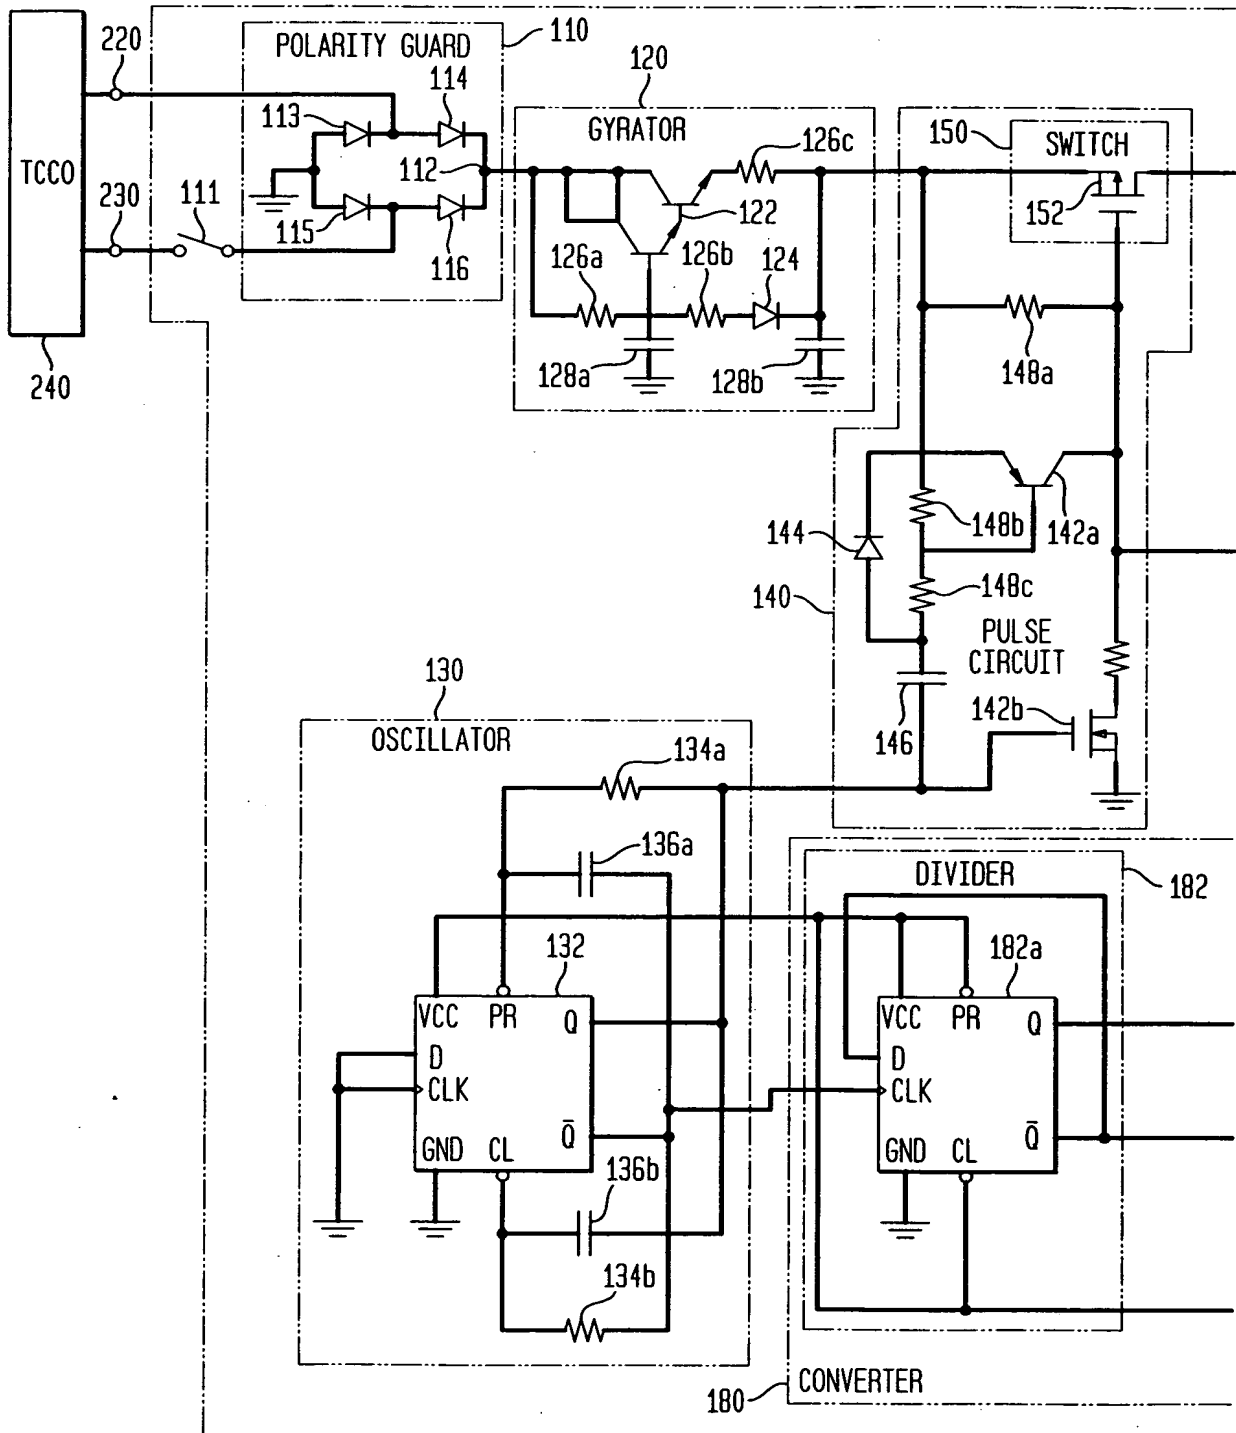 220
POLARITY GUARD
110
114
113
120
GYRATOR
126c
150
SWITCH
TCCO
112
152
230
111
115
122
116
126a
126b
124
240
128a
128b
148a
144
148b
142a
148c
140
PULSE
CIRCUIT
130
142b
OSCILLATOR
146
134a
136a
DIVIDER
182
132
182a
VCC
PR
Q
D
CLK
GND
CL
Q̄
VCC
PR
Q
D
CLK
GND
CL
Q̄
136b
134b
180
CONVERTER